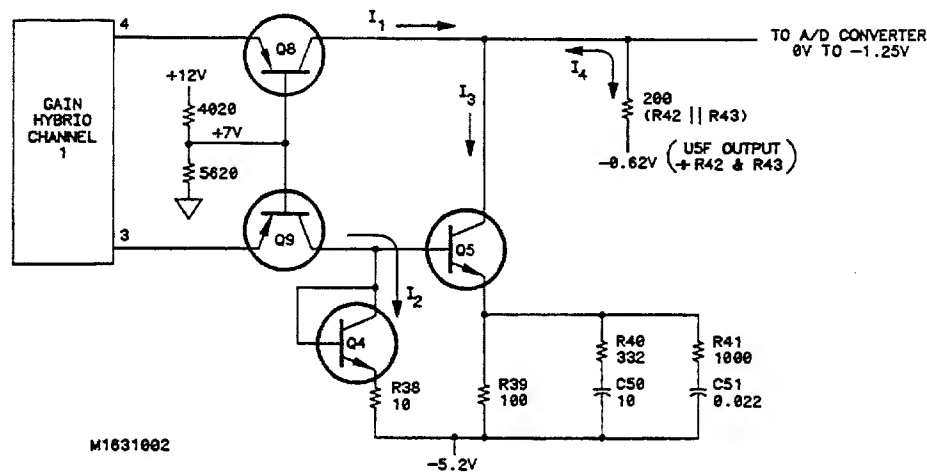 4
I1
Q8
TO A/D CONVERTER
0V TO -1.25V
I4
+12V
I3
200
(R42 || R43)
GAIN
HYBRIO
CHANNEL
1
4020
+7V
-0.62V (U5F OUTPUT
+ R42 & R43)
5620
3
Q9
Q5
I2
Q4
R40
332
R41
1000
R38
10
R39
100
C50
10
C51
0.022
M1631002
-5.2V